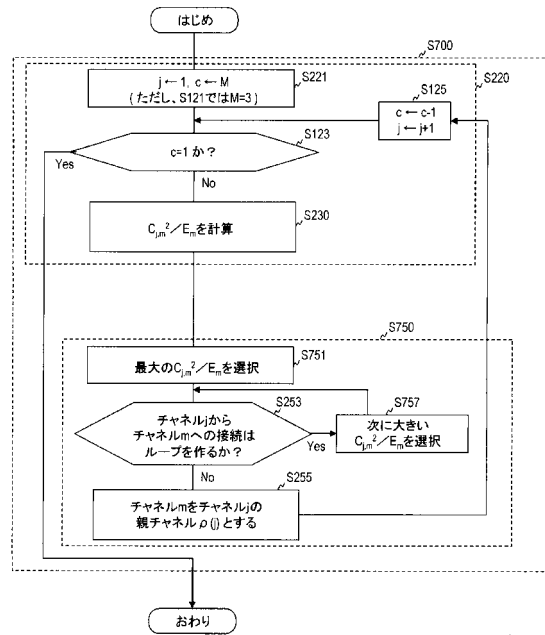 はじめ
S700
S221
j ← 1, c ← M
( ただし、S121ではM=3 )
S220
S125
c ← c-1
j ← j+1
S123
c=1 か？
Yes
No
S230
C_{j,m}²／E_mを計算
S750
S751
最大のC_{j,m}²／E_mを選択
S253
チャネルjから
チャネルmへの接続は
ループを作るか？
Yes
S757
次に大きい
C_{j,m}²／E_mを選択
No
S255
チャネルmをチャネルjの
親チャネル ρ(j) とする
おわり